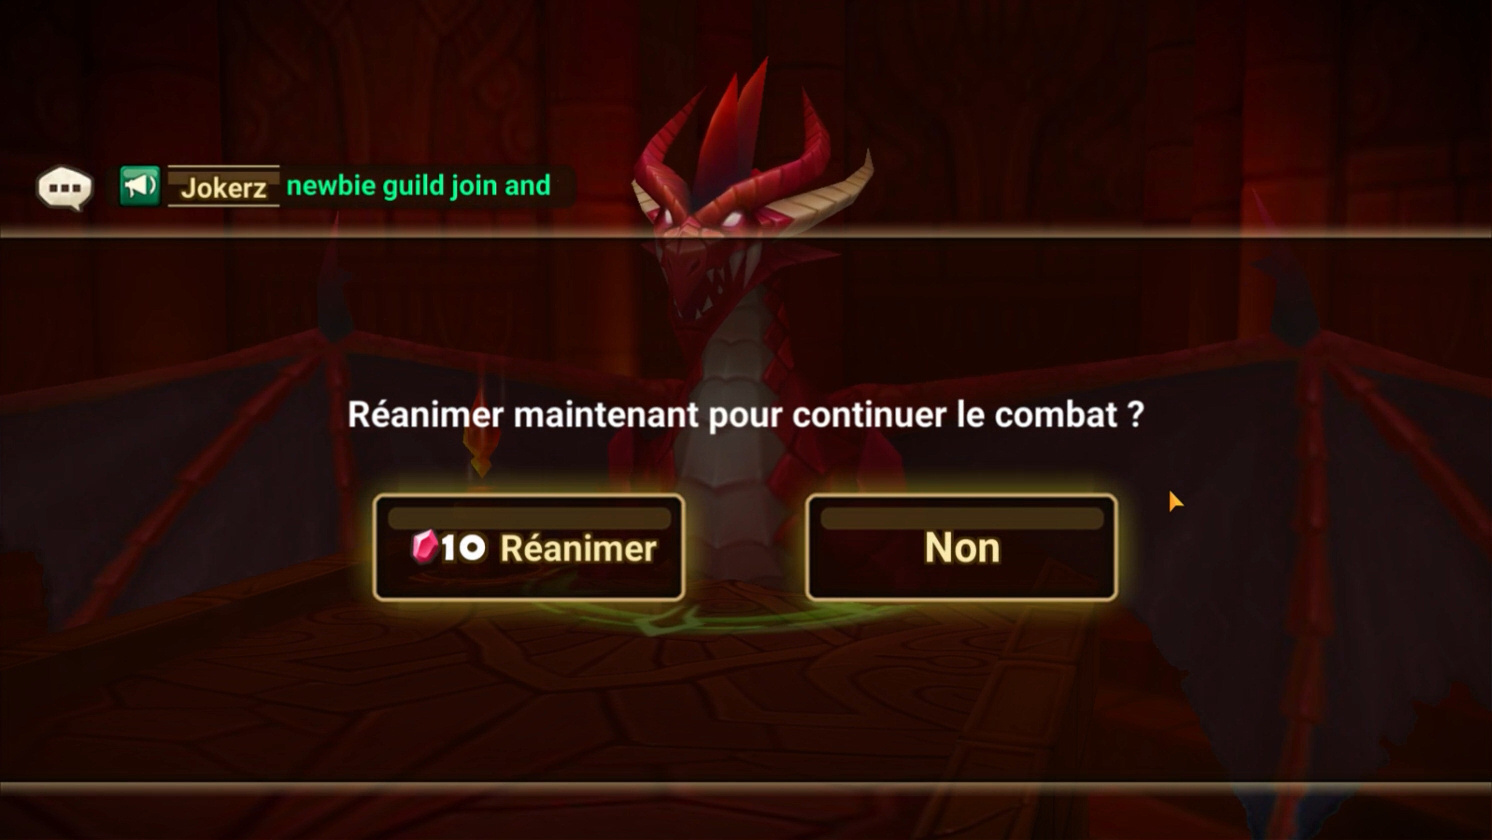 Jokerz newbie guild join and
Réanimer maintenant pour continuer le combat ?
10 Réanimer
Non